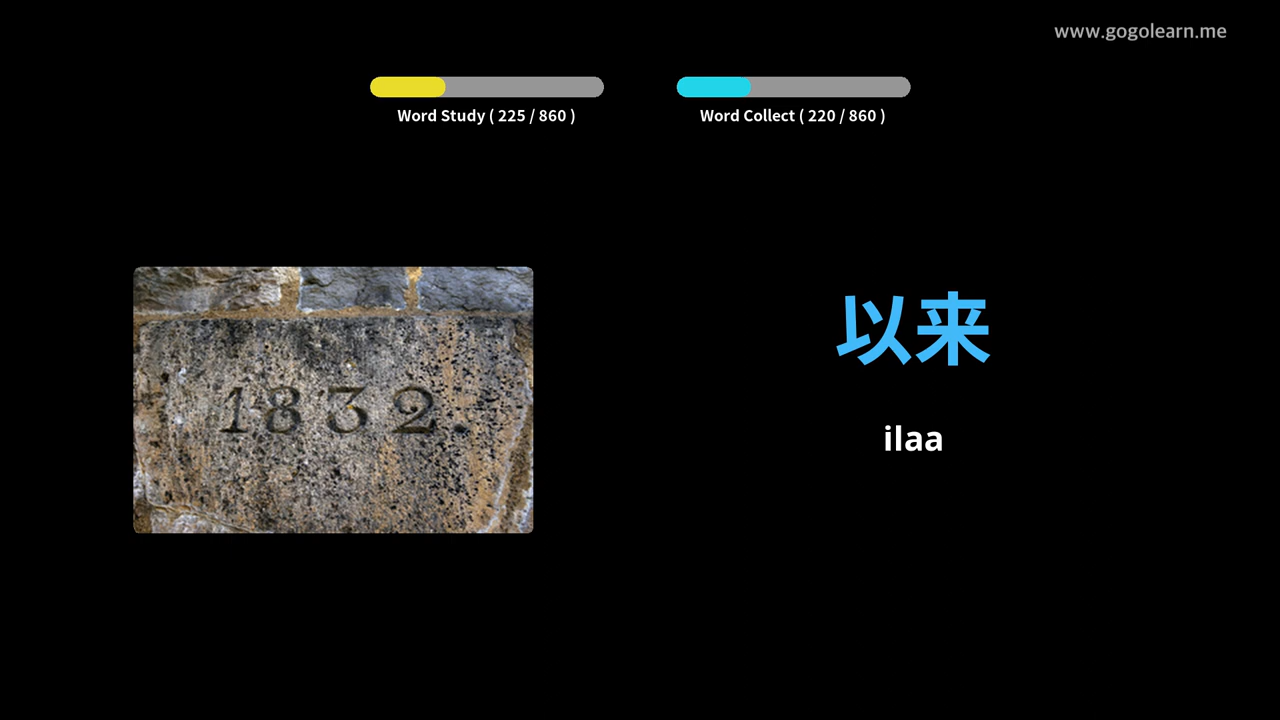 www.gogolearn.me
Word Study ( 225 / 860 )
Word Collect ( 220 / 860 )
1832.
以来
ilaa